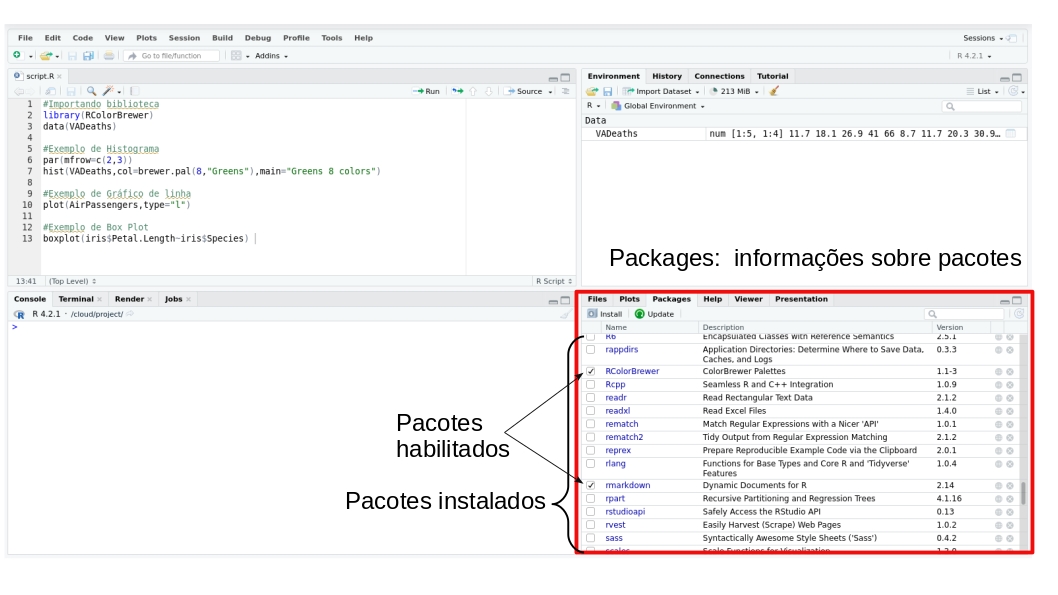 File Edit Code View Plots Session Build Debug Profile Tools Help Sessions
Go to file/function Addins R 4.2.1
script.R
Run Source
1 #Importando biblioteca
2 library(RColorBrewer)
3 data(VADeaths)
4
5 #Exemplo de Histograma
6 par(mfrow=c(2,3))
7 hist(VADeaths,col=brewer.pal(8,"Greens"),main="Greens 8 colors")
8
9 #Exemplo de Gráfico de linha
10 plot(AirPassengers,type="l")
11
12 #Exemplo de Box Plot
13 boxplot(iris$Petal.Length~iris$Species)
13:41 (Top Level) R Script
Environment History Connections Tutorial
Import Dataset 213 MiB List
R Global Environment
Data
VADeaths num [1:5, 1:4] 11.7 18.1 26.9 41 66 8.7 11.7 20.3 30.9…
Packages: informações sobre pacotes
Console Terminal Render Jobs
R 4.2.1 · /cloud/project/
>
Pacotes
habilitados
Pacotes instalados
Files Plots Packages Help Viewer Presentation
Install Update
Name Description Version
R6 Encapsulated Classes with Reference Semantics 2.5.1
rappdirs Application Directories: Determine Where to Save Data, 0.3.3
Caches, and Logs
RColorBrewer ColorBrewer Palettes 1.1-3
Rcpp Seamless R and C++ Integration 1.0.9
readr Read Rectangular Text Data 2.1.2
readxl Read Excel Files 1.4.0
rematch Match Regular Expressions with a Nicer 'API' 1.0.1
rematch2 Tidy Output from Regular Expression Matching 2.1.2
reprex Prepare Reproducible Example Code via the Clipboard 2.0.1
rlang Functions for Base Types and Core R and 'Tidyverse' 1.0.4
Features
rmarkdown Dynamic Documents for R 2.14
rpart Recursive Partitioning and Regression Trees 4.1.16
rstudioapi Safely Access the RStudio API 0.13
rvest Easily Harvest (Scrape) Web Pages 1.0.2
sass Syntactically Awesome Style Sheets ('Sass') 0.4.2
scales Scale Functions for Visualization 1.2.0